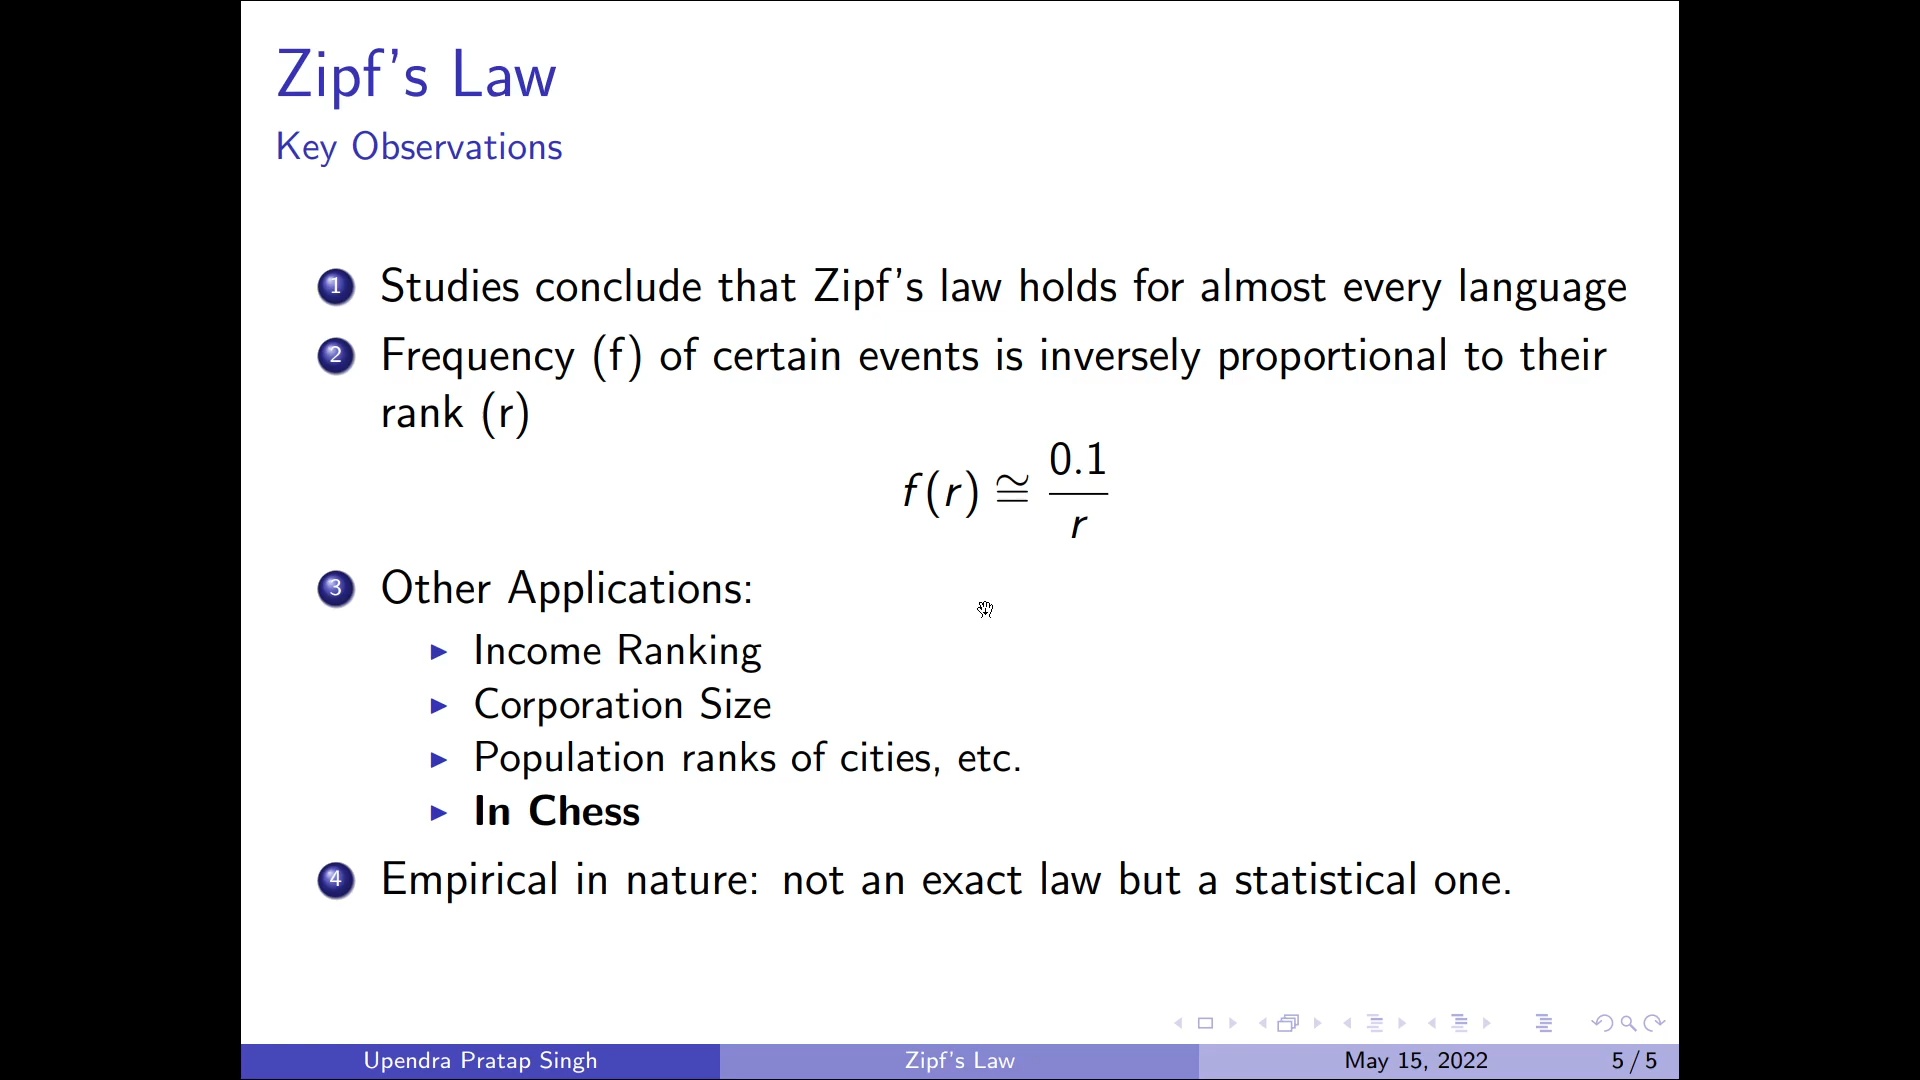 Zipf's Law
Key Observations
1 Studies conclude that Zipf's law holds for almost every language
2 Frequency (f) of certain events is inversely proportional to their
rank (r)
f(r) ≅ 0.1/r
3 Other Applications:
▶ Income Ranking
▶ Corporation Size
▶ Population ranks of cities, etc.
▶ In Chess
4 Empirical in nature: not an exact law but a statistical one.
Upendra Pratap Singh Zipf's Law May 15, 2022 5 / 5